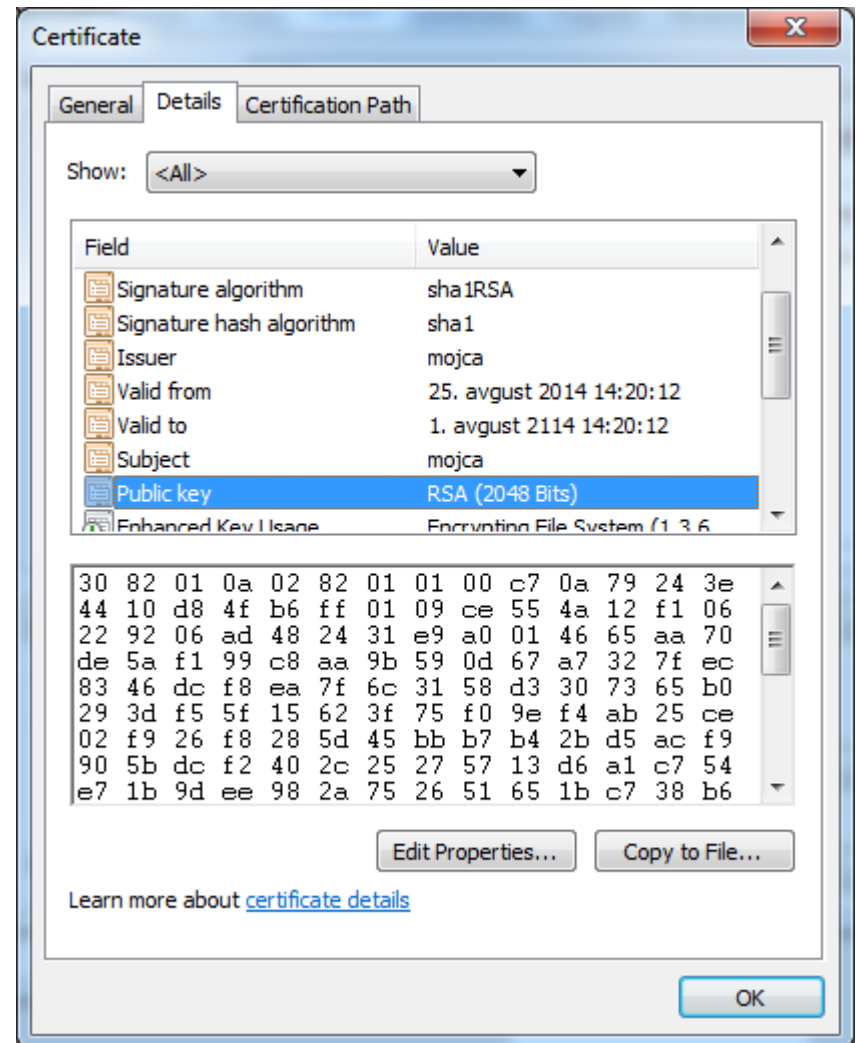 Certificate
General Details Certification Path
Show: <All>
Field Value
Signature algorithm sha1RSA
Signature hash algorithm sha1
Issuer mojca
Valid from 25. avgust 2014 14:20:12
Valid to 1. avgust 2114 14:20:12
Subject mojca
Public key RSA (2048 Bits)
Enhanced Key Usage Encrypting File System (1.3.6
30 82 01 0a 02 82 01 01 00 c7 0a 79 24 3e
44 10 d8 4f b6 ff 01 09 ce 55 4a 12 f1 06
22 92 06 ad 48 24 31 e9 a0 01 46 65 aa 70
de 5a f1 99 c8 aa 9b 59 0d 67 a7 32 7f ec
83 46 dc f8 ea 7f 6c 31 58 d3 30 73 65 b0
29 3d f5 5f 15 62 3f 75 f0 9e f4 ab 25 ce
02 f9 26 f8 28 5d 45 bb b7 b4 2b d5 ac f9
90 5b dc f2 40 2c 25 27 57 13 d6 a1 c7 54
e7 1b 9d ee 98 2a 75 26 51 65 1b c7 38 b6
Edit Properties... Copy to File...
Learn more about certificate details
OK